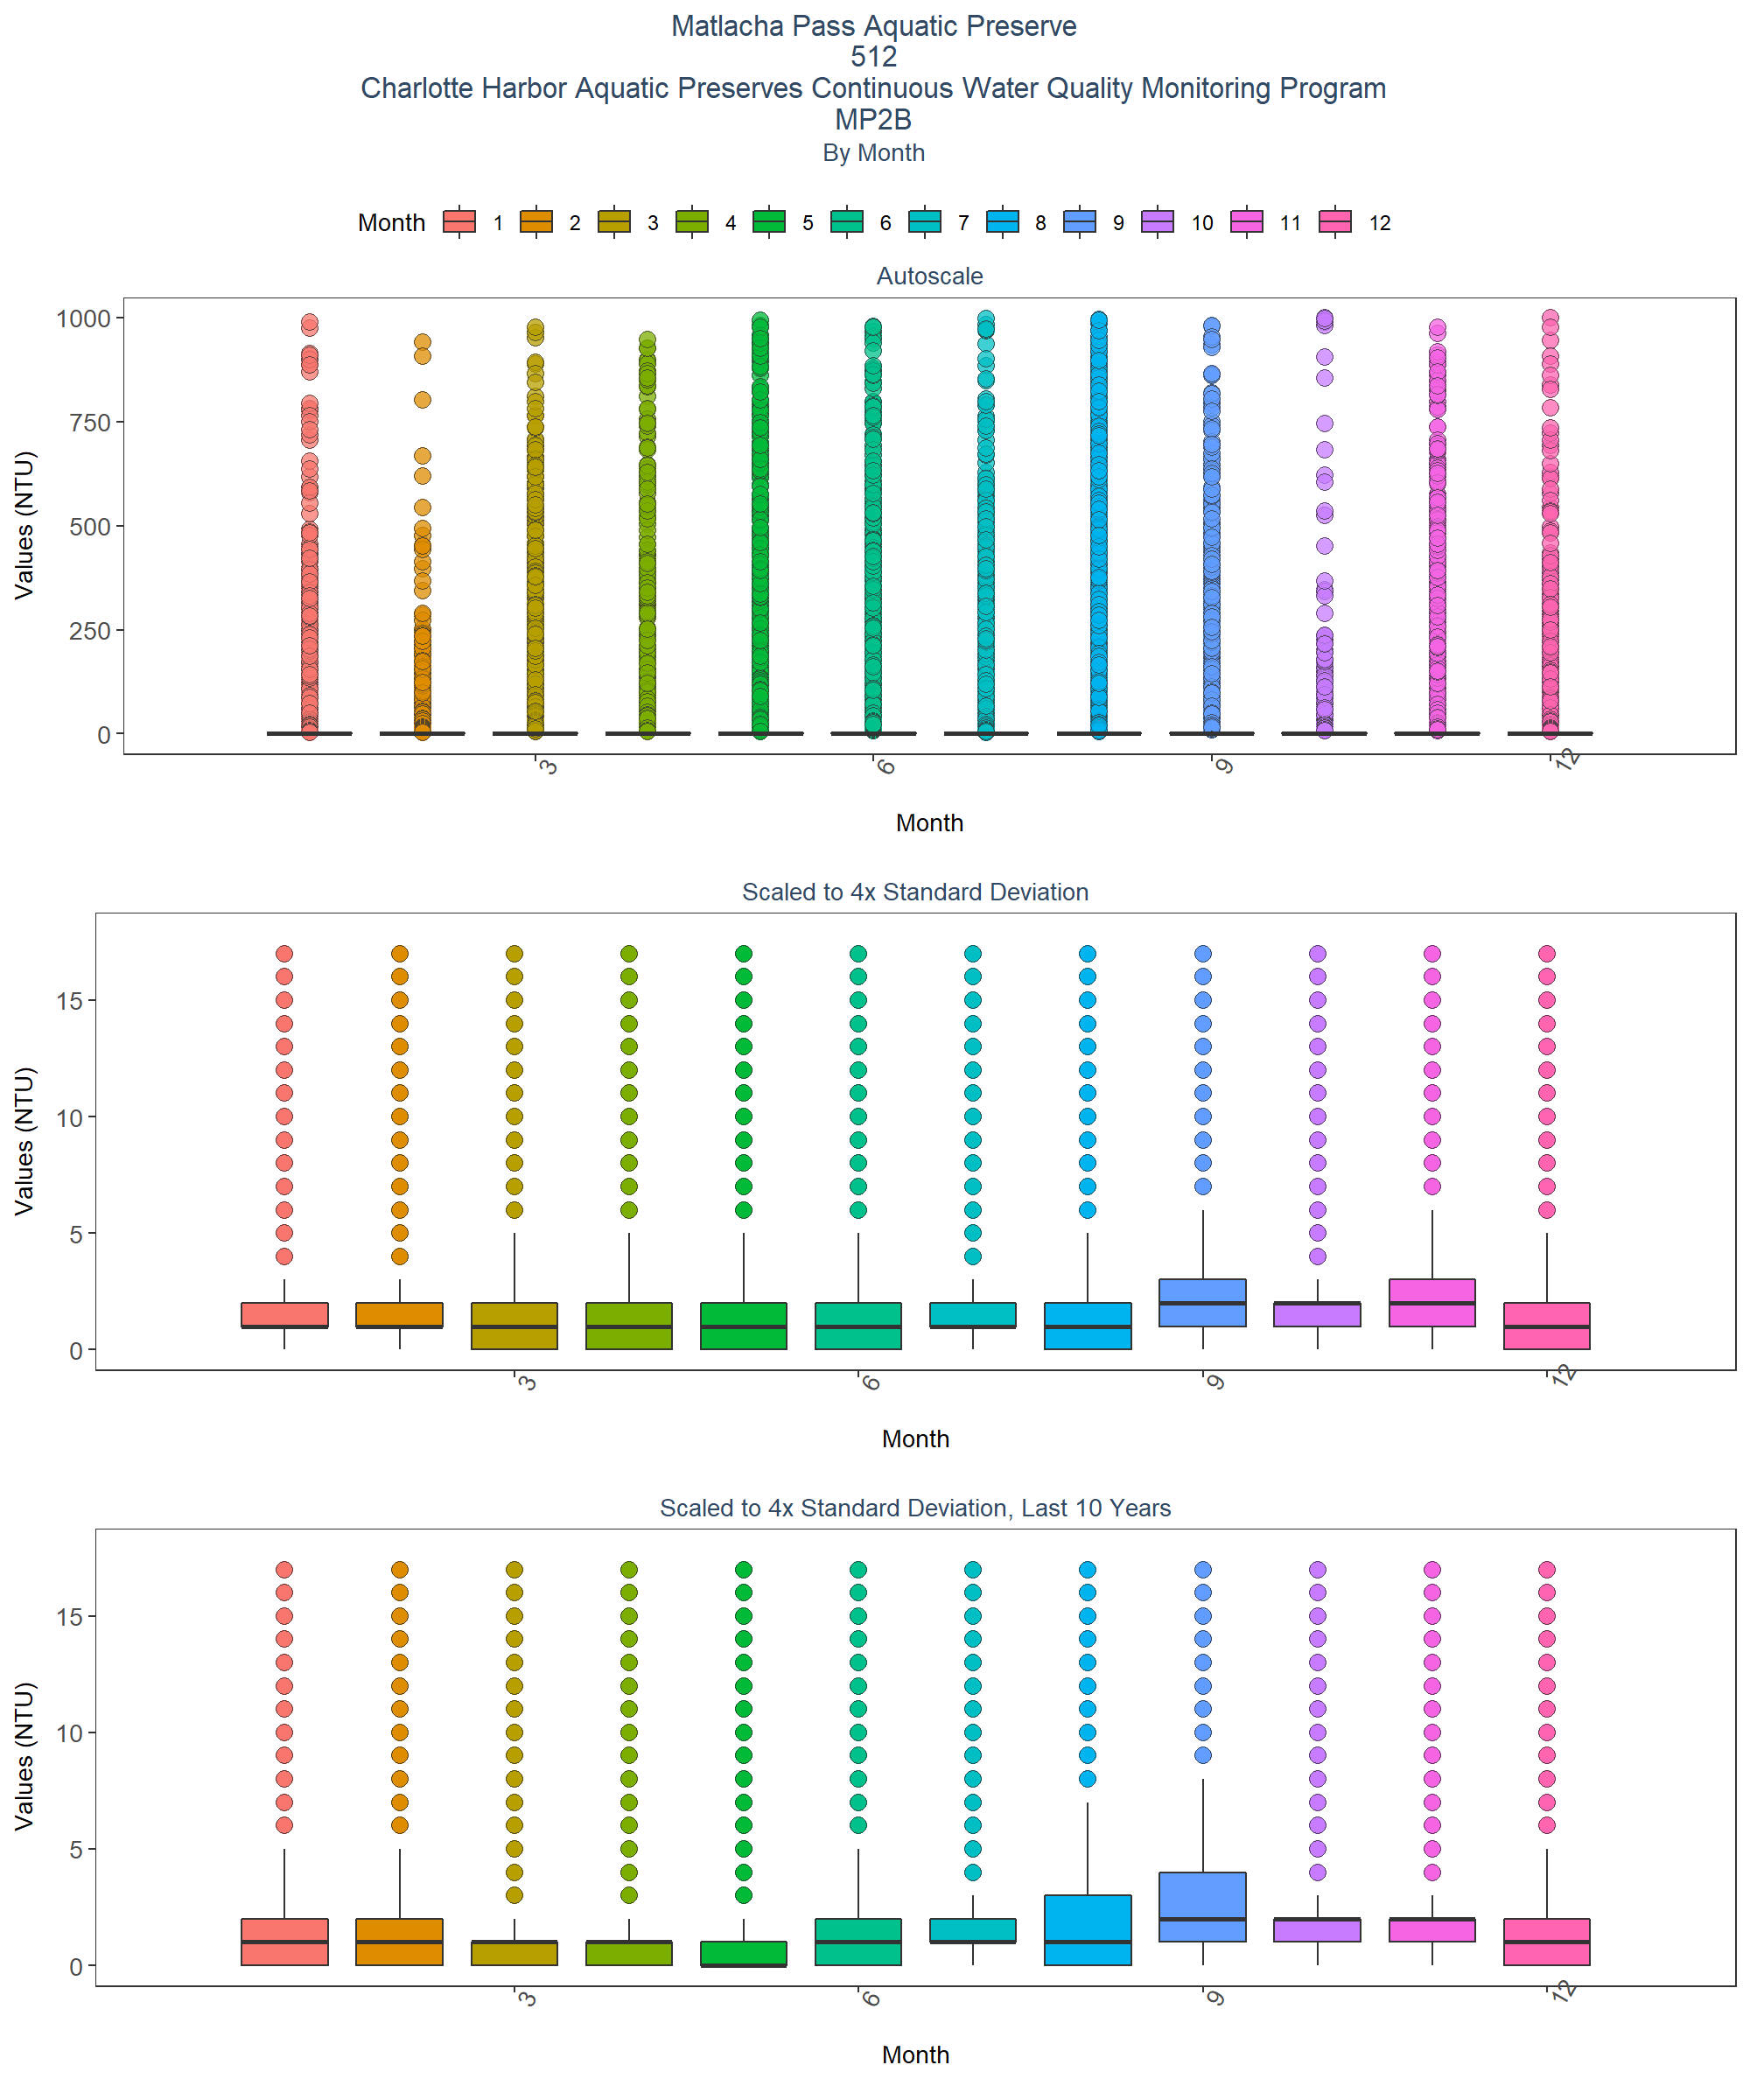 Matlacha Pass Aquatic Preserve
512
Charlotte Harbor Aquatic Preserves Continuous Water Quality Monitoring Program
MP2B
By Month
Month 1 2 3 4 5 6 7 8 9 10 11 12
Autoscale
Values (NTU)
1000
750
500
250
0
3 6 9 12
Month
Scaled to 4x Standard Deviation
Values (NTU)
15
10
5
0
3 6 9 12
Month
Scaled to 4x Standard Deviation, Last 10 Years
Values (NTU)
15
10
5
0
3 6 9 12
Month